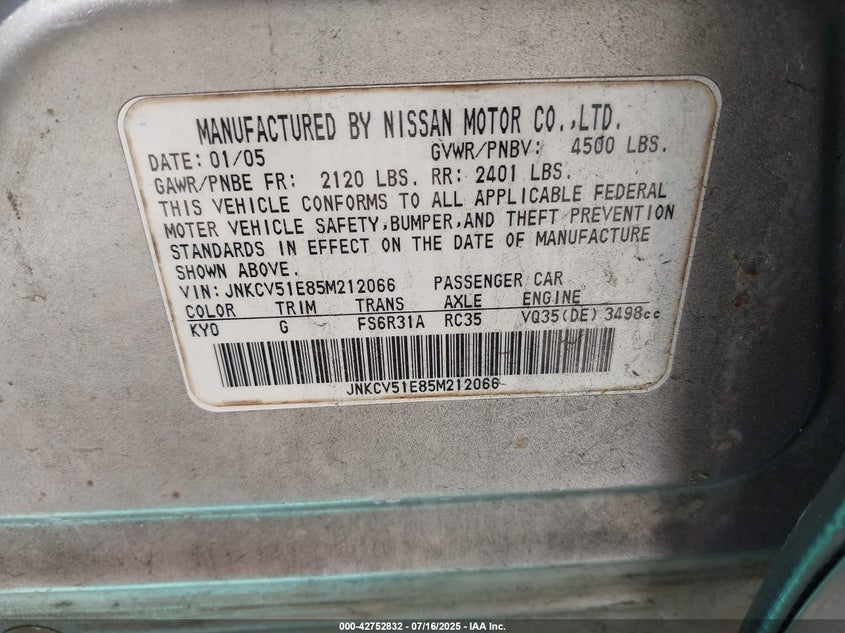 MANUFACTURED BY NISSAN MOTOR CO.,LTD.
DATE: 01/05 GVWR/PNBV: 4500 LBS.
GAWR/PNBE FR: 2120 LBS. RR: 2401 LBS.
THIS VEHICLE CONFORMS TO ALL APPLICABLE FEDERAL
MOTER VEHICLE SAFETY,BUMPER,AND THEFT PREVENTION
STANDARDS IN EFFECT ON THE DATE OF MANUFACTURE
SHOWN ABOVE.
VIN: JNKCV51E85M212066 PASSENGER CAR
COLOR TRIM TRANS AXLE ENGINE
KY0 G FS6R31A RC35 VQ35(DE) 3498cc
JNKCV51E85M212066
000-42752832 - 07/16/2025 - IAA Inc.